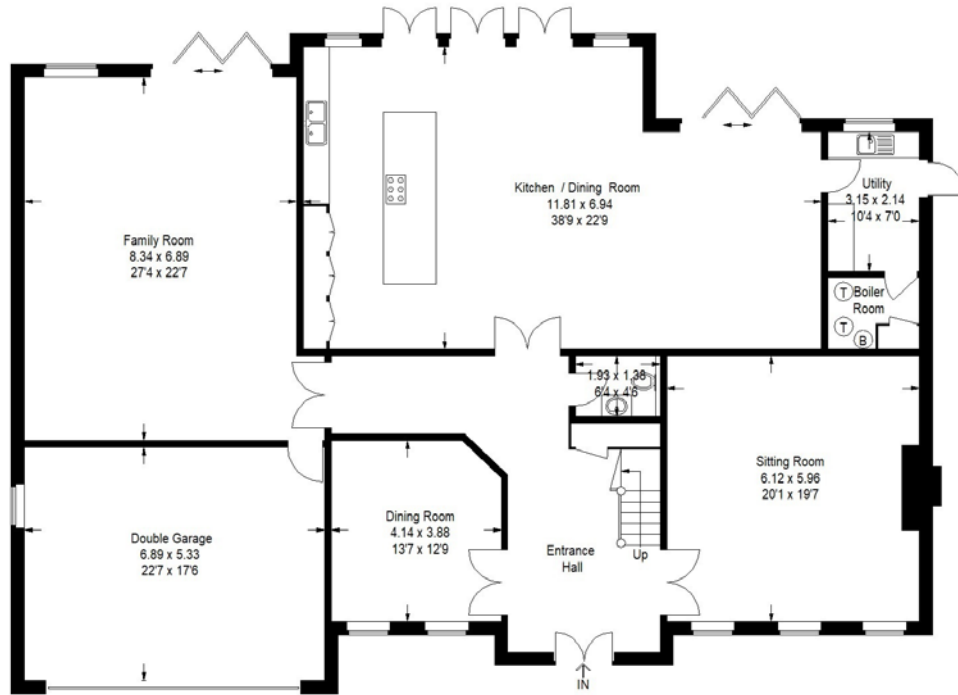 Kitchen / Dining Room
11.81 x 6.94
38'9 x 22'9
Utility
3.15 x 2.14
10'4 x 7'0
Family Room
8.34 x 6.89
27'4 x 22'7
T
Boiler
Room
T
B
1.93 x 1.38
6'4 x 4'6
Sitting Room
6.12 x 5.96
20'1 x 19'7
Dining Room
4.14 x 3.88
13'7 x 12'9
Double Garage
6.89 x 5.33
22'7 x 17'6
Entrance
Hall
Up
IN